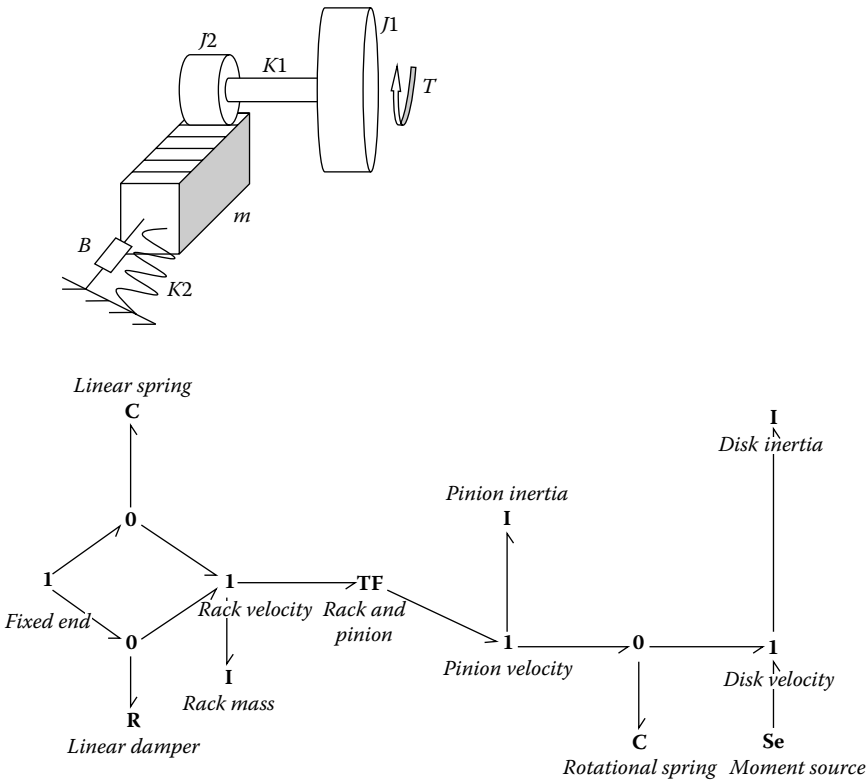 J1
J2
K1
T
m
B
K2
Linear spring
C
I
Disk inertia
Pinion inertia
I
0
1
1
TF
Fixed end
Rack velocity
Rack and
pinion
0
1
0
1
Pinion velocity
Disk velocity
I
Rack mass
R
Linear damper
C
Se
Rotational spring
Moment source